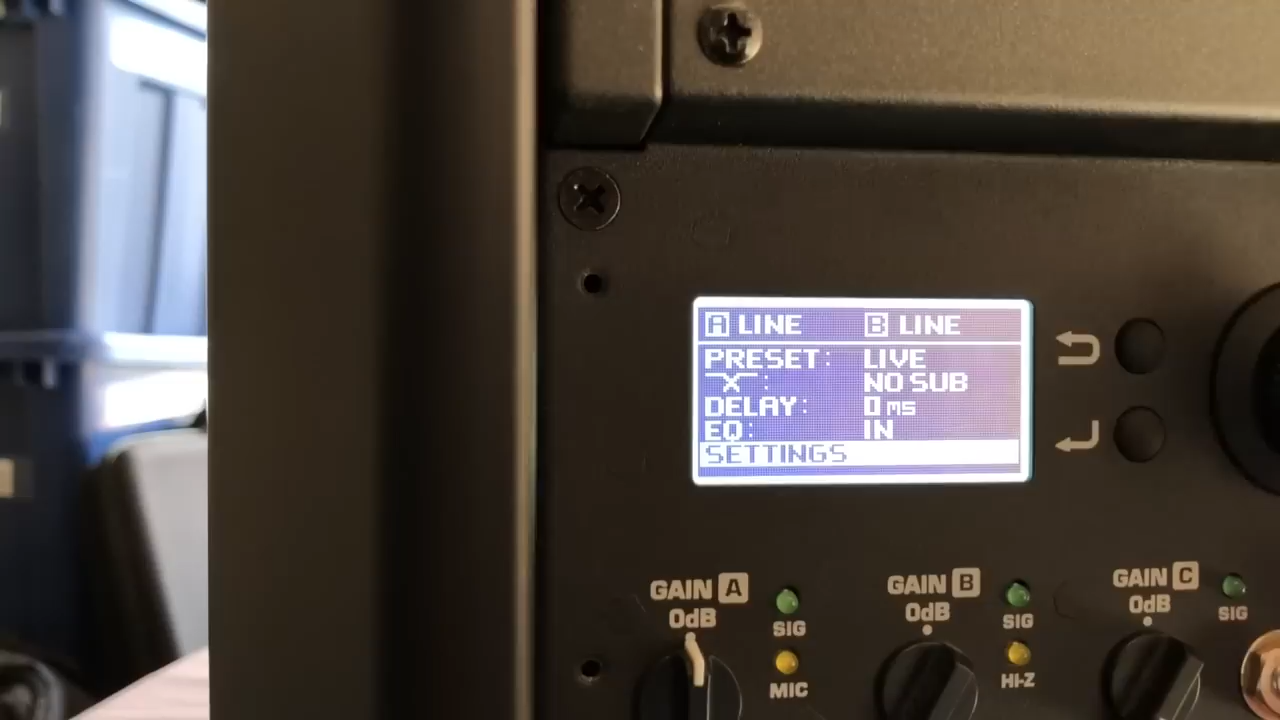 A LINE B LINE
PRESET: LIVE
X: NO SUB
DELAY: 0 ms
EQ: IN
SETTINGS
GAIN A
0dB
SIG
MIC
GAIN B
0dB
SIG
HI-Z
GAIN C
0dB
SIG